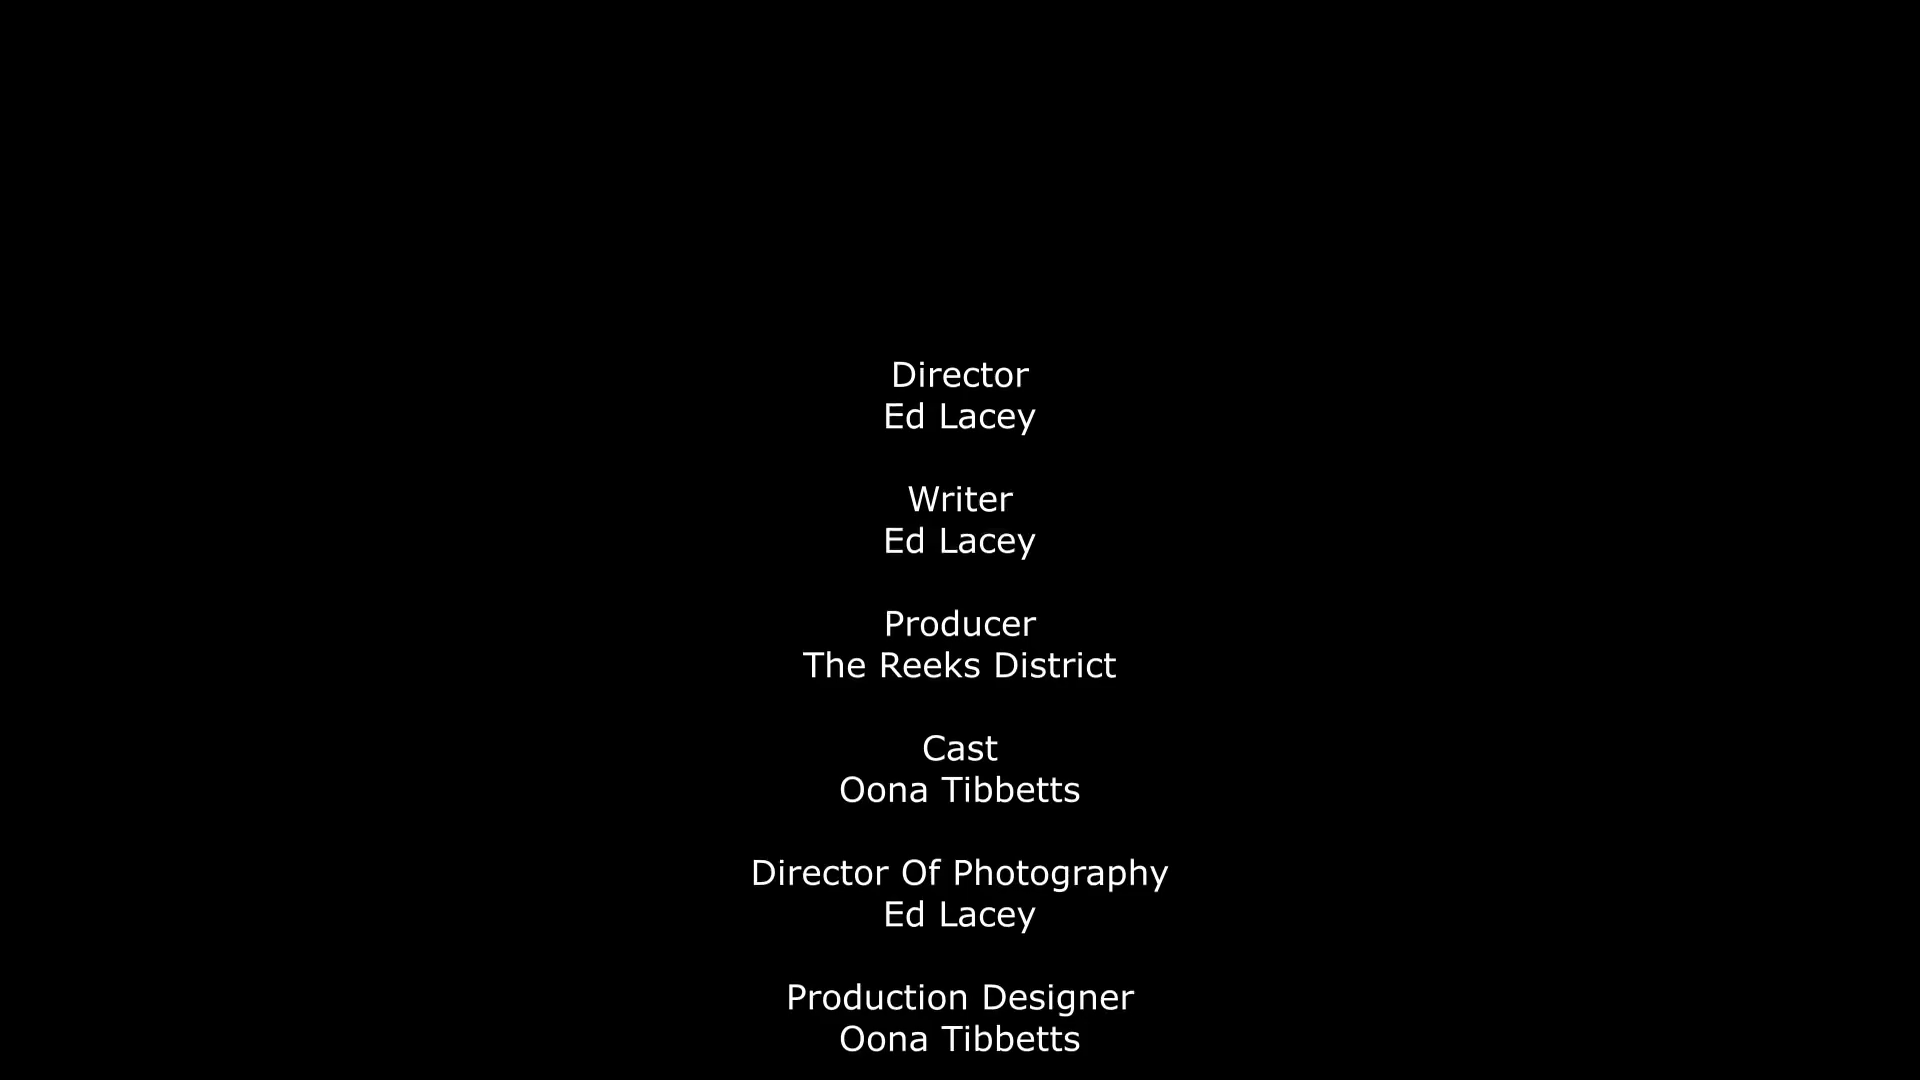 Director
Ed Lacey
Writer
Ed Lacey
Producer
The Reeks District
Cast
Oona Tibbetts
Director Of Photography
Ed Lacey
Production Designer
Oona Tibbetts